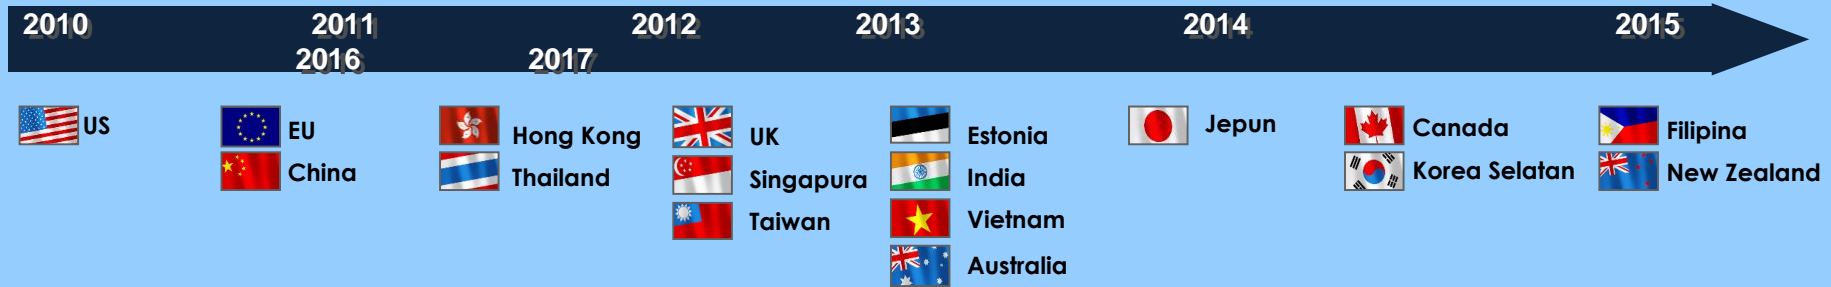 2010 2011 2012 2013 2014 2015
2016 2017
US
EU
China
Hong Kong
Thailand
UK
Singapura
Taiwan
Estonia
India
Vietnam
Australia
Jepun
Canada
Korea Selatan
Filipina
New Zealand